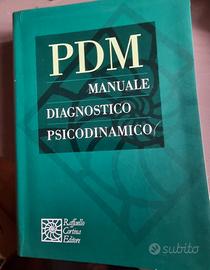 PDM
MANUALE
DIAGNOSTICO
PSICODINAMICO
Raffaello
Cortina
Editore
subito